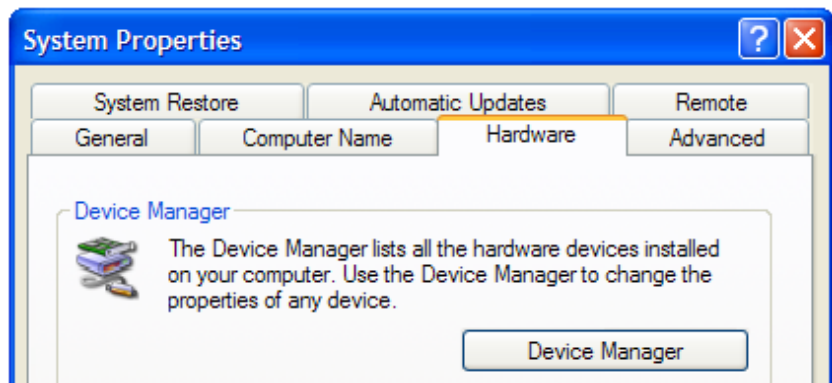 System Properties
?
System Restore Automatic Updates Remote
General Computer Name Hardware Advanced
Device Manager
The Device Manager lists all the hardware devices installed
on your computer. Use the Device Manager to change the
properties of any device.
Device Manager